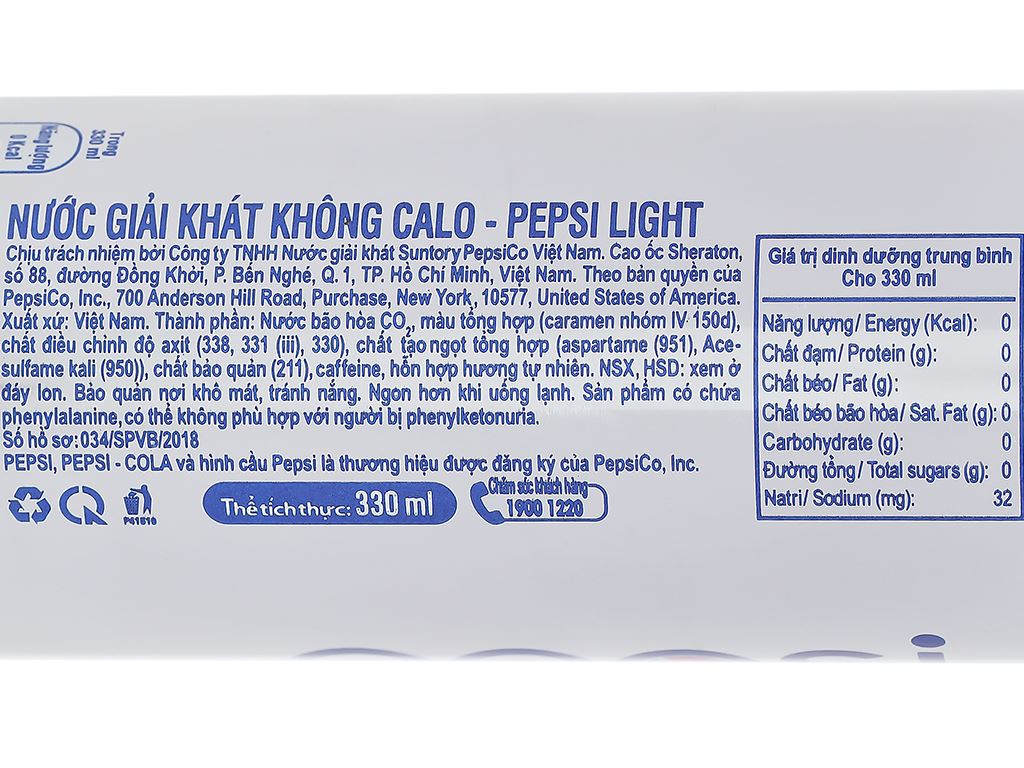 Trong
330 ml
Năng lượng
0 Kcal
NƯỚC GIẢI KHÁT KHÔNG CALO - PEPSI LIGHT
Chịu trách nhiệm bởi Công ty TNHH Nước giải khát Suntory PepsiCo Việt Nam. Cao ốc Sheraton,
số 88, đường Đồng Khởi, P. Bến Nghé, Q. 1, TP. Hồ Chí Minh, Việt Nam. Theo bản quyền của
PepsiCo, Inc., 700 Anderson Hill Road, Purchase, New York, 10577, United States of America.
Xuất xứ: Việt Nam. Thành phần: Nước bão hòa CO₂, màu tổng hợp (caramen nhóm IV 150d),
chất điều chỉnh độ axit (338, 331 (iii), 330), chất tạo ngọt tổng hợp (aspartame (951), Ace-
sulfame kali (950)), chất bảo quản (211), caffeine, hỗn hợp hương tự nhiên. NSX, HSD: xem ở
đáy lon. Bảo quản nơi khô mát, tránh nắng. Ngon hơn khi uống lạnh. Sản phẩm có chứa
phenylalanine, có thể không phù hợp với người bị phenylketonuria.
Số hồ sơ: 034/SPVB/2018
PEPSI, PEPSI - COLA và hình cầu Pepsi là thương hiệu được đăng ký của PepsiCo, Inc.
P41510
Thể tích thực: 330 ml
Chăm sóc khách hàng
1900 1220
Giá trị dinh dưỡng trung bình
Cho 330 ml
Năng lượng/ Energy (Kcal): 0
Chất đạm/ Protein (g): 0
Chất béo/ Fat (g): 0
Chất béo bão hòa/ Sat. Fat (g): 0
Carbohydrate (g): 0
Đường tổng/ Total sugars (g): 0
Natri/ Sodium (mg): 32